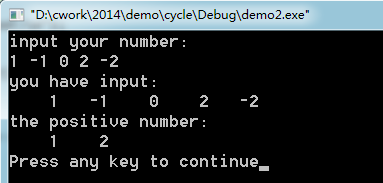 "D:\cwork\2014\demo\cycle\Debug\demo2.exe"
input your number:
1 -1 0 2 -2
you have input:
1 -1 0 2 -2
the positive number:
1 2
Press any key to continue_